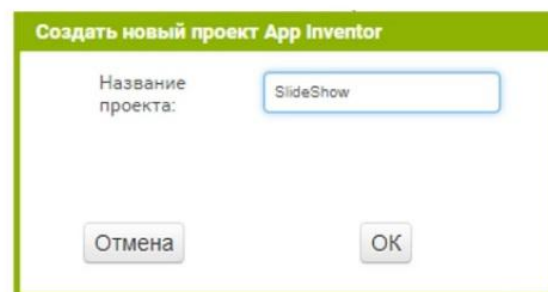 Создать новый проект App Inventor
Название
проекта:
SlideShow
Отмена
OK